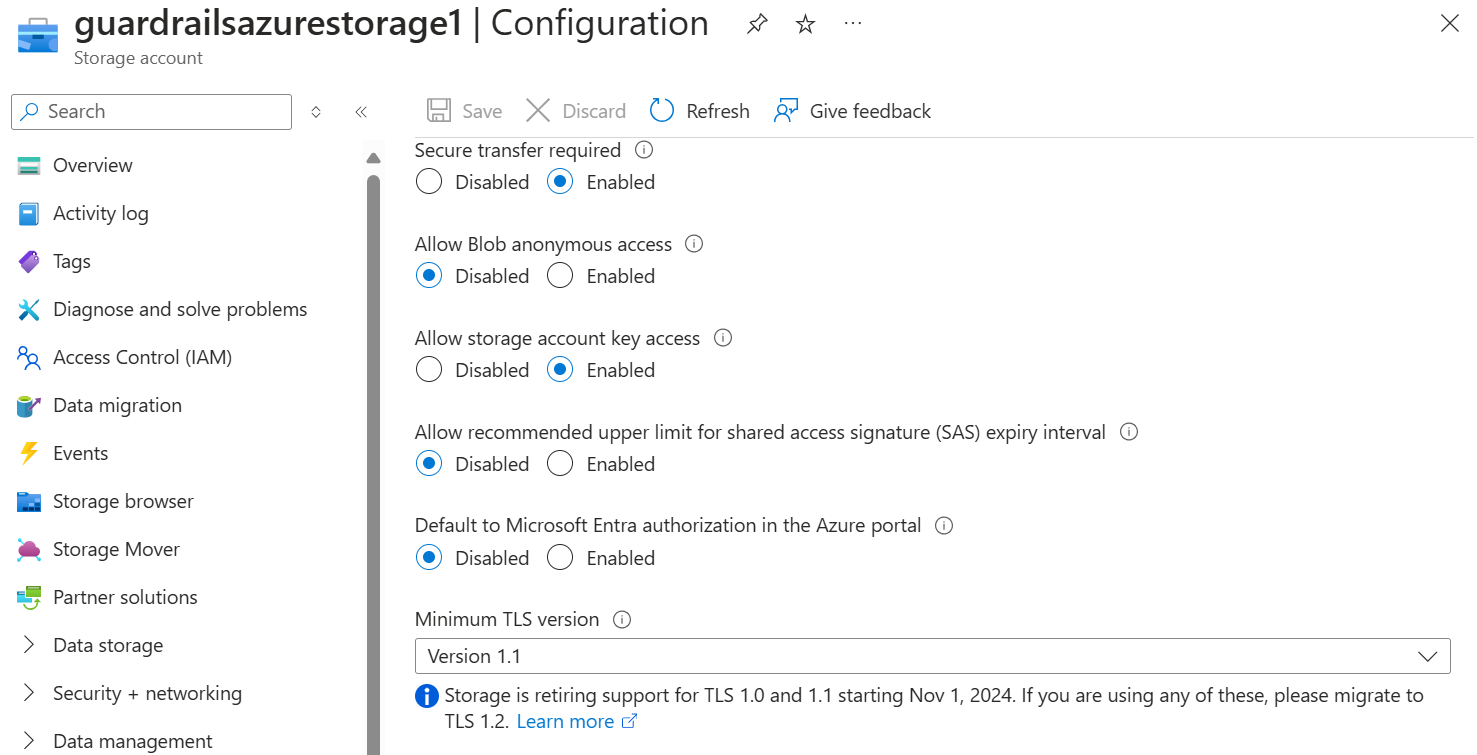 guardrailsazurestorage1 | Configuration
Storage account
Search
Save Discard Refresh Give feedback
Overview
Activity log
Tags
Diagnose and solve problems
Access Control (IAM)
Data migration
Events
Storage browser
Storage Mover
Partner solutions
Data storage
Security + networking
Data management
Secure transfer required
Disabled Enabled
Allow Blob anonymous access
Disabled Enabled
Allow storage account key access
Disabled Enabled
Allow recommended upper limit for shared access signature (SAS) expiry interval
Disabled Enabled
Default to Microsoft Entra authorization in the Azure portal
Disabled Enabled
Minimum TLS version
Version 1.1
Storage is retiring support for TLS 1.0 and 1.1 starting Nov 1, 2024. If you are using any of these, please migrate to
TLS 1.2. Learn more